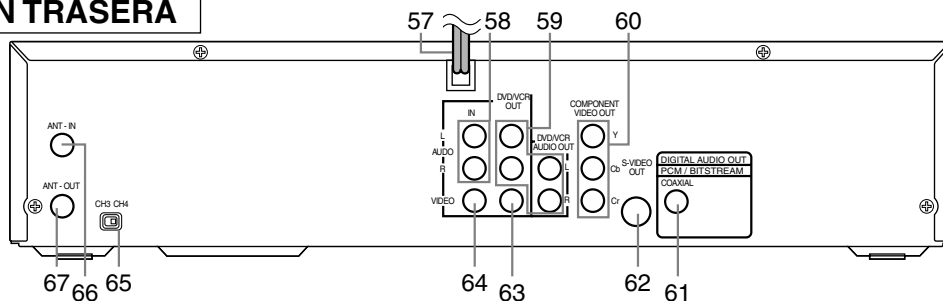 N TRASERA
57 58 59 60
DVD/VCR
OUT
COMPONENT
VIDEO OUT
IN
ANT - IN
L
Y
AUDO
DVD/VCR
AUDIO OUT
R
L
Cb
S-VIDEO
OUT
DIGITAL AUDIO OUT
PCM / BITSTREAM
COAXIAL
ANT - OUT
CH3 CH4
VIDEO
R
Cr
67 66 65 64 63 62 61